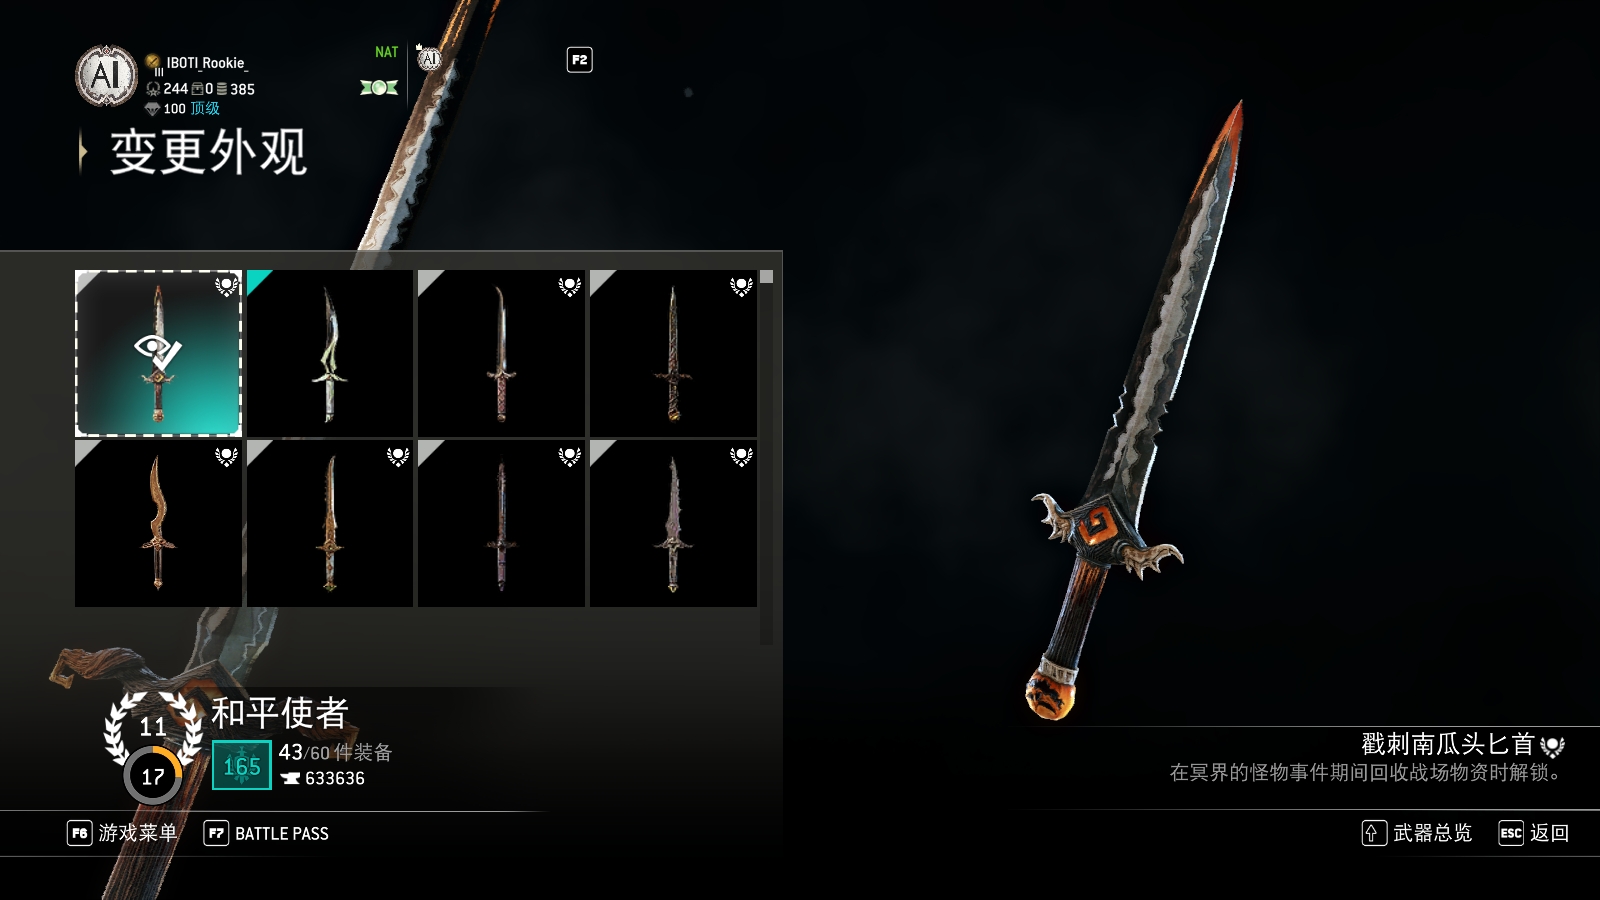 AI
IBOTI_Rookie_
III
244 0 385
100 顶级
NAT
AI
F2
变更外观
11
17
和平使者
165
43/60 件装备
633636
F6 游戏菜单
F7 BATTLE PASS
戳刺南瓜头匕首
在冥界的怪物事件期间回收战场物资时解锁。
武器总览
ESC 返回